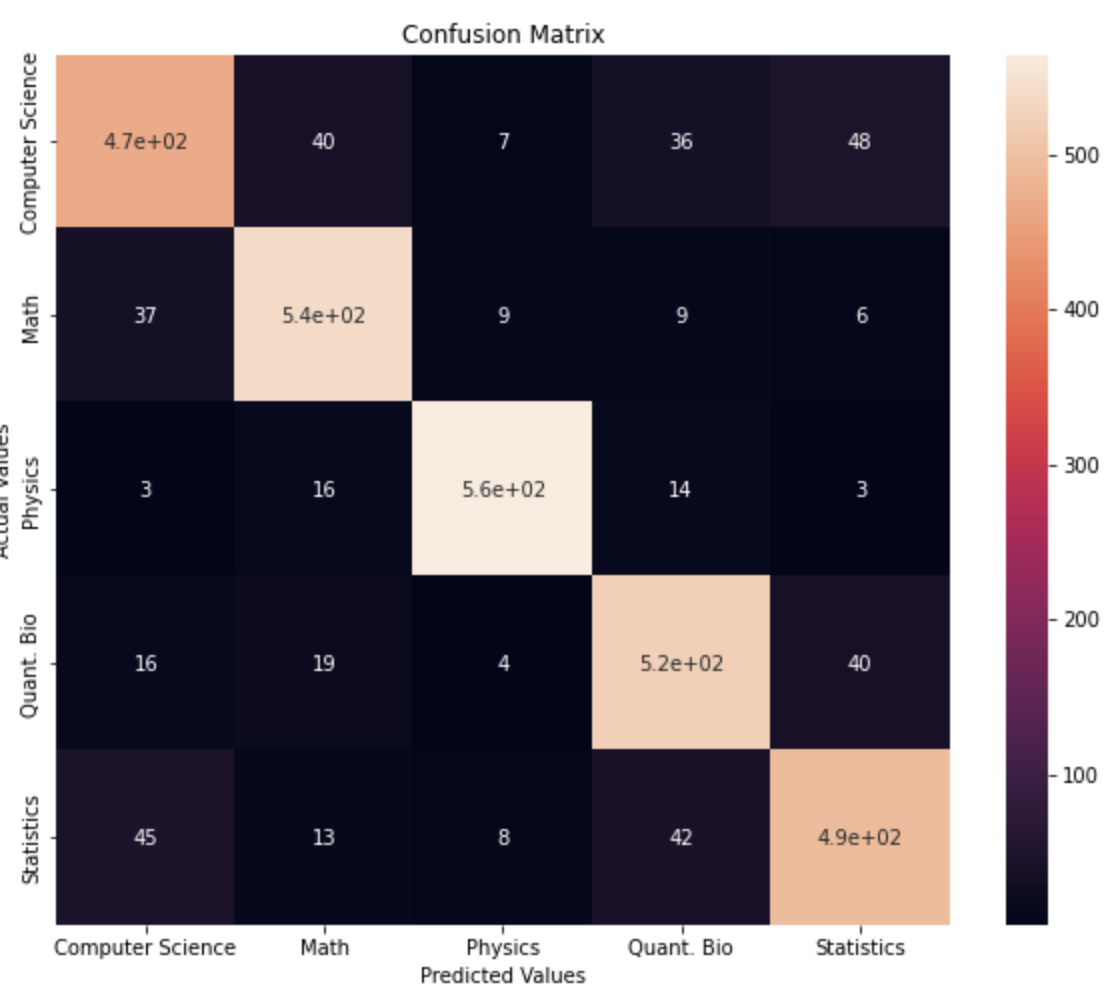 Confusion Matrix
Computer Science
4.7e+02 40 7 36 48
Math
37 5.4e+02 9 9 6
Actual Values
Physics
3 16 5.6e+02 14 3
Quant. Bio
16 19 4 5.2e+02 40
Statistics
45 13 8 42 4.9e+02
Computer Science Math Physics Quant. Bio Statistics
Predicted Values
500
400
300
200
100